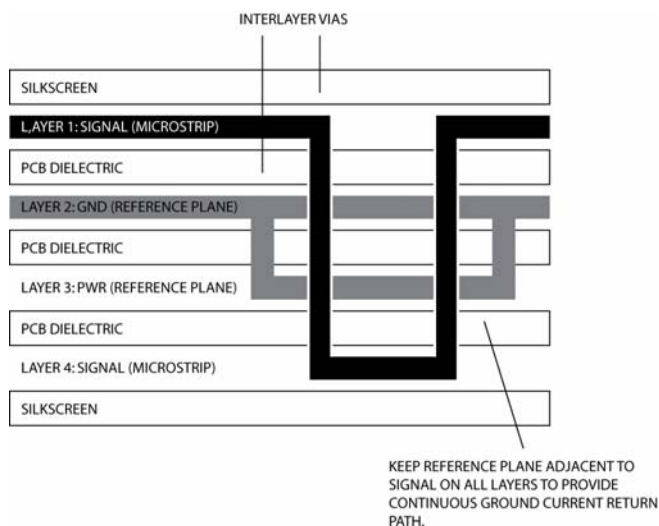 INTERLAYER VIAS
SILKSCREEN
L,AYER 1: SIGNAL (MICROSTRIP)
PCB DIELECTRIC
LAYER 2: GND (REFERENCE PLANE)
PCB DIELECTRIC
LAYER 3: PWR (REFERENCE PLANE)
PCB DIELECTRIC
LAYER 4: SIGNAL (MICROSTRIP)
SILKSCREEN
KEEP REFERENCE PLANE ADJACENT TO
SIGNAL ON ALL LAYERS TO PROVIDE
CONTINUOUS GROUND CURRENT RETURN
PATH.